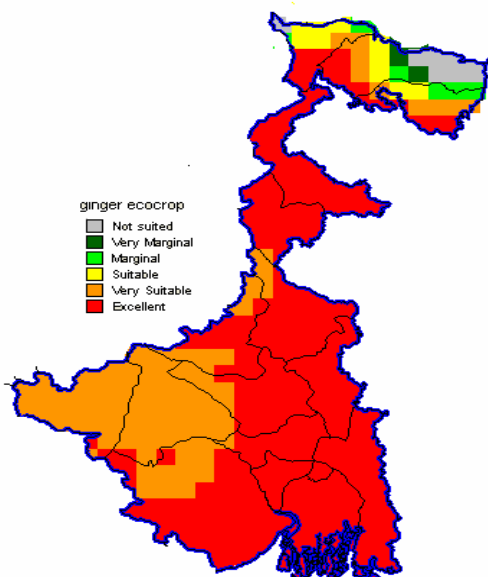 ginger ecocrop
Not suited
Very Marginal
Marginal
Suitable
Very Suitable
Excellent